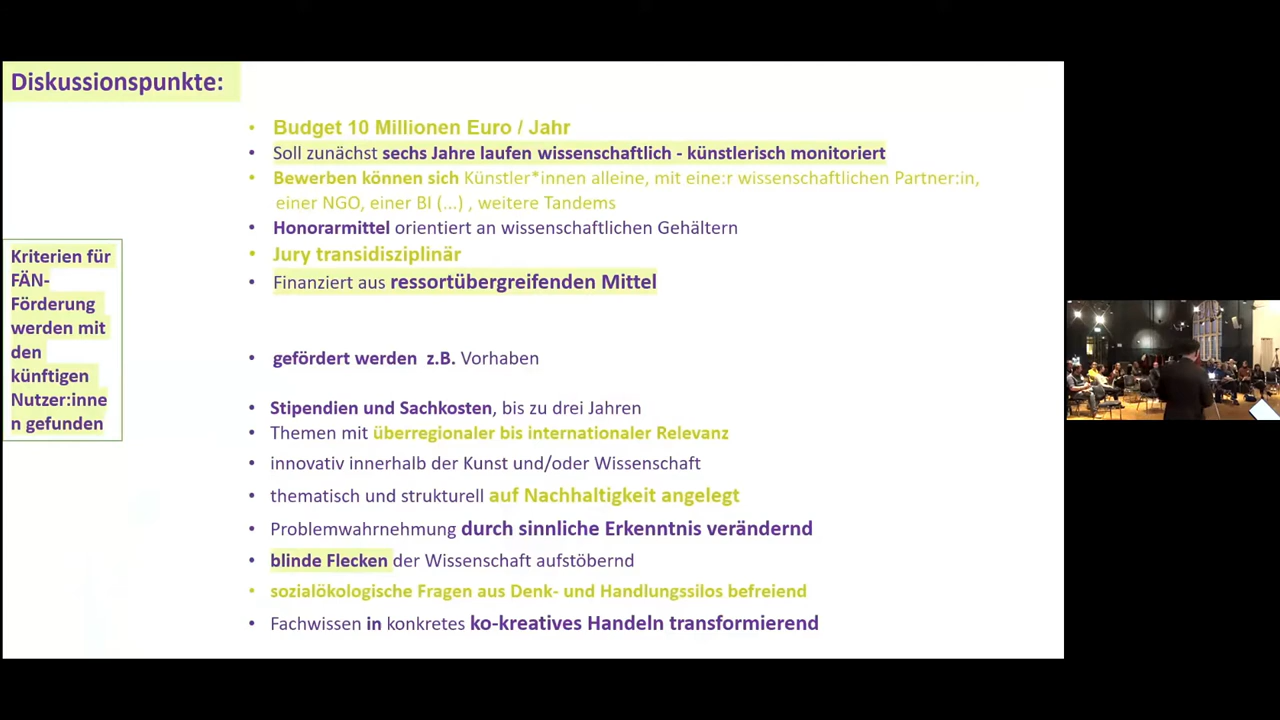 Diskussionspunkte:
• Budget 10 Millionen Euro / Jahr
• Soll zunächst sechs Jahre laufen wissenschaftlich - künstlerisch monitoriert
• Bewerben können sich Künstler*innen alleine, mit eine:r wissenschaftlichen Partner:in,
einer NGO, einer BI (...) , weitere Tandems
• Honorarmittel orientiert an wissenschaftlichen Gehältern
• Jury transidisziplinär
• Finanziert aus ressortübergreifenden Mittel
Kriterien für
FÄN-
Förderung
werden mit
den
künftigen
Nutzer:inne
n gefunden
• gefördert werden z.B. Vorhaben
• Stipendien und Sachkosten, bis zu drei Jahren
• Themen mit überregionaler bis internationaler Relevanz
• innovativ innerhalb der Kunst und/oder Wissenschaft
• thematisch und strukturell auf Nachhaltigkeit angelegt
• Problemwahrnehmung durch sinnliche Erkenntnis verändernd
• blinde Flecken der Wissenschaft aufstöbernd
• sozialökologische Fragen aus Denk- und Handlungssilos befreiend
• Fachwissen in konkretes ko-kreatives Handeln transformierend